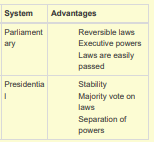 System Advantages
Parliament Reversible laws
ary Executive powers
Laws are easily
passed
Presidentia Stability
l Majority vote on
laws
Separation of
powers